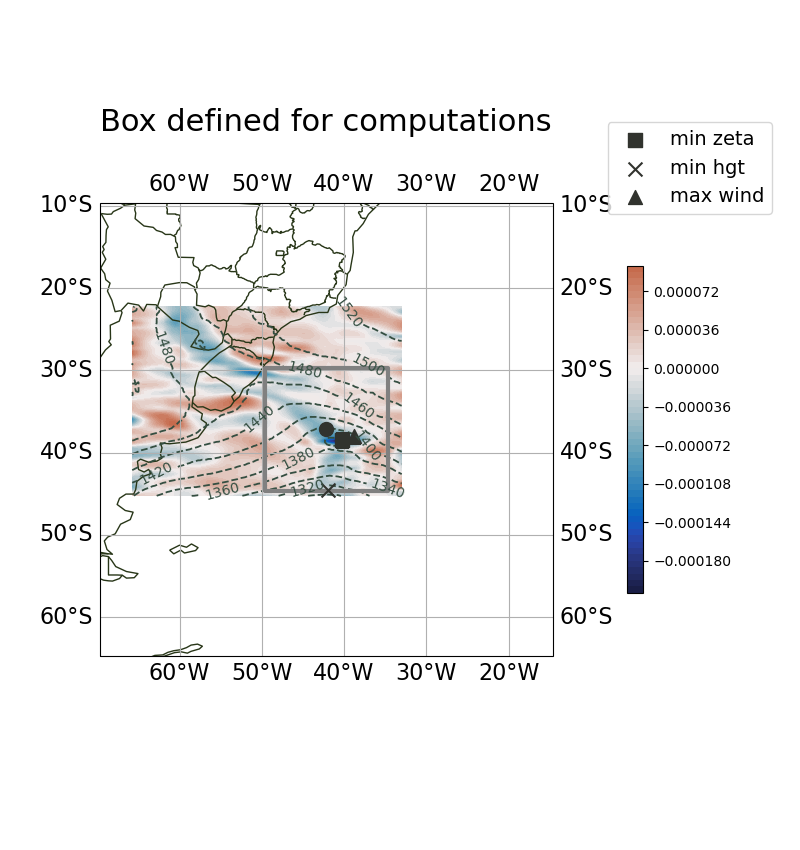 Box defined for computations
min zeta
min hgt
max wind
60°W 50°W 40°W 30°W 20°W
10°S 10°S
20°S 20°S
30°S 30°S
40°S 40°S
50°S 50°S
60°S 60°S
60°W 50°W 40°W 30°W 20°W
1520
1480
1500
1480
1460
1440
1400
1380
1420
1360
1320
1340
0.000072
0.000036
0.000000
−0.000036
−0.000072
−0.000108
−0.000144
−0.000180